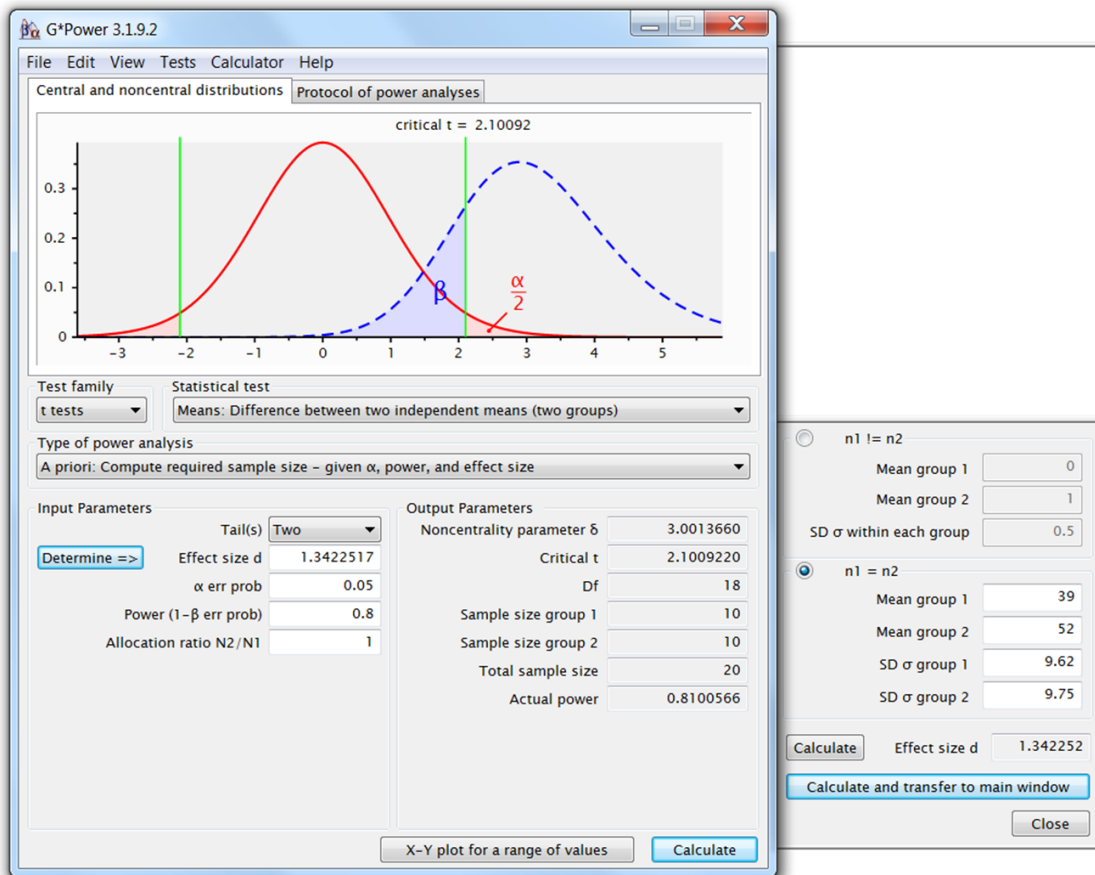 G*Power 3.1.9.2
File Edit View Tests Calculator Help
Central and noncentral distributions
Protocol of power analyses
critical t = 2.10092
0.3
0.2
0.1
0
β
α
2
-3 -2 -1 0 1 2 3 4 5
Test family
Statistical test
t tests
Means: Difference between two independent means (two groups)
Type of power analysis
A priori: Compute required sample size – given α, power, and effect size
Input Parameters
Tail(s) Two
Determine => Effect size d 1.3422517
α err prob 0.05
Power (1-β err prob) 0.8
Allocation ratio N2/N1 1
Output Parameters
Noncentrality parameter δ 3.0013660
Critical t 2.1009220
Df 18
Sample size group 1 10
Sample size group 2 10
Total sample size 20
Actual power 0.8100566
X-Y plot for a range of values
Calculate
n1 != n2
Mean group 1 0
Mean group 2 1
SD σ within each group 0.5
n1 = n2
Mean group 1 39
Mean group 2 52
SD σ group 1 9.62
SD σ group 2 9.75
Calculate Effect size d 1.342252
Calculate and transfer to main window
Close